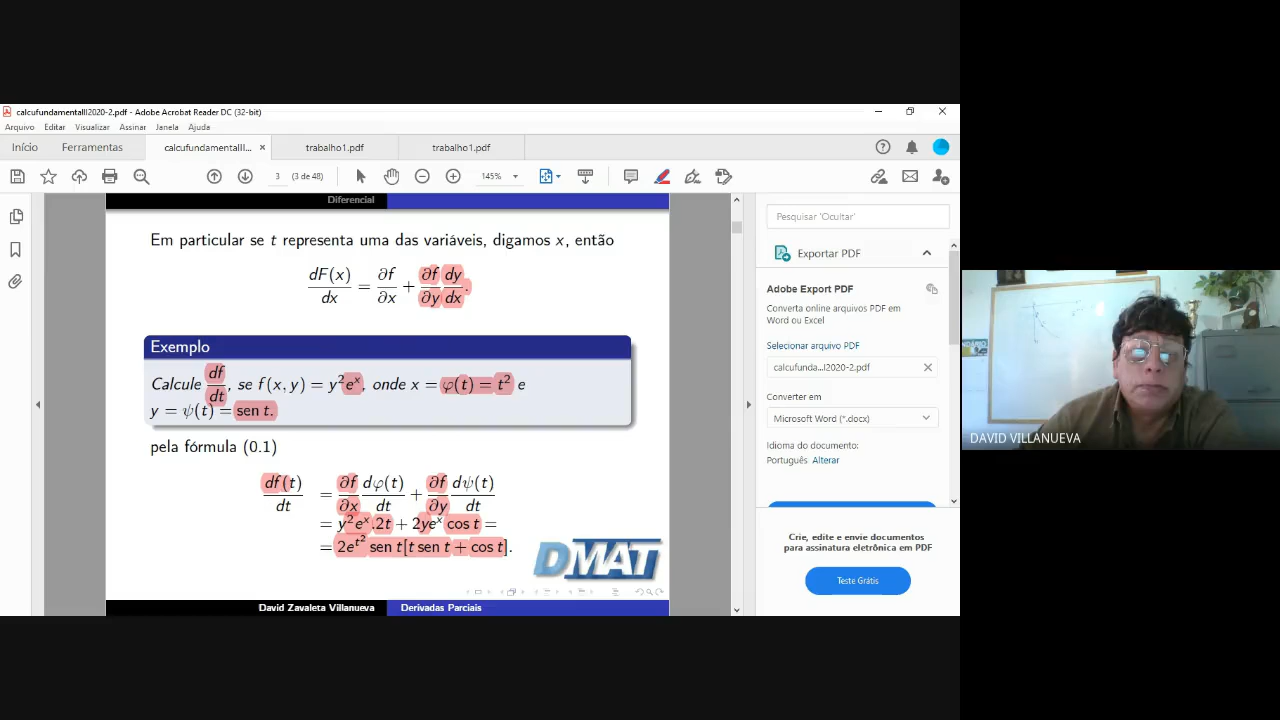 calcufundamentalII2020-2.pdf - Adobe Acrobat Reader DC (32-bit)
Arquivo Editar Visualizar Assinar Janela Ajuda
Início Ferramentas calcufundamentalII... × trabalho1.pdf trabalho1.pdf
3 (3 de 48) 145%
Diferencial
Em particular se t representa uma das variáveis, digamos x, então
dF(x)/dx = ∂f/∂x + ∂f/∂y dy/dx.
Exemplo
Calcule df/dt, se f(x, y) = y²eˣ, onde x = φ(t) = t² e
y = ψ(t) = sen t.
pela fórmula (0.1)
df(t)/dt = ∂f/∂x dφ(t)/dt + ∂f/∂y dψ(t)/dt
= y²eˣ.2t + 2yeˣ cos t =
= 2e^{t²} sen t[t sen t + cos t].
DMAT
David Zavaleta Villanueva Derivadas Parciais
Pesquisar 'Ocultar'
Exportar PDF
Adobe Export PDF
Converta online arquivos PDF em
Word ou Excel
Selecionar arquivo PDF
calcufunda...I2020-2.pdf
Converter em
Microsoft Word (*.docx)
Idioma do documento:
Português Alterar
Crie, edite e envie documentos
para assinatura eletrônica em PDF
Teste Grátis
DAVID VILLANUEVA